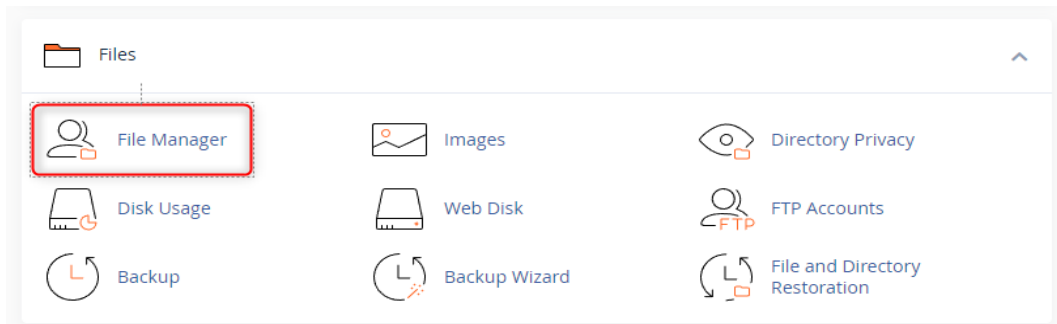 Files
File Manager
Images
Directory Privacy
Disk Usage
Web Disk
FTP
FTP Accounts
Backup
Backup Wizard
File and Directory
Restoration